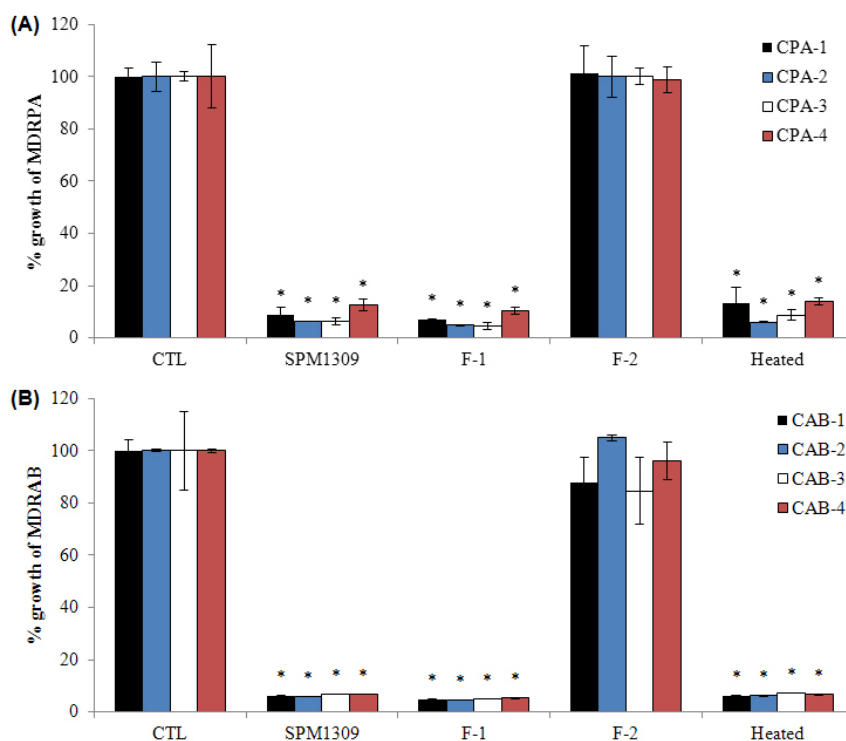 (A)
% growth of MDRPA
120
100
80
60
40
20
0
CPA-1
CPA-2
CPA-3
CPA-4
* * * *
* * * *
* * * *
CTL SPM1309 F-1 F-2 Heated
(B)
% growth of MDRAB
120
100
80
60
40
20
0
CAB-1
CAB-2
CAB-3
CAB-4
* * * *
* * * *
* * * *
CTL SPM1309 F-1 F-2 Heated